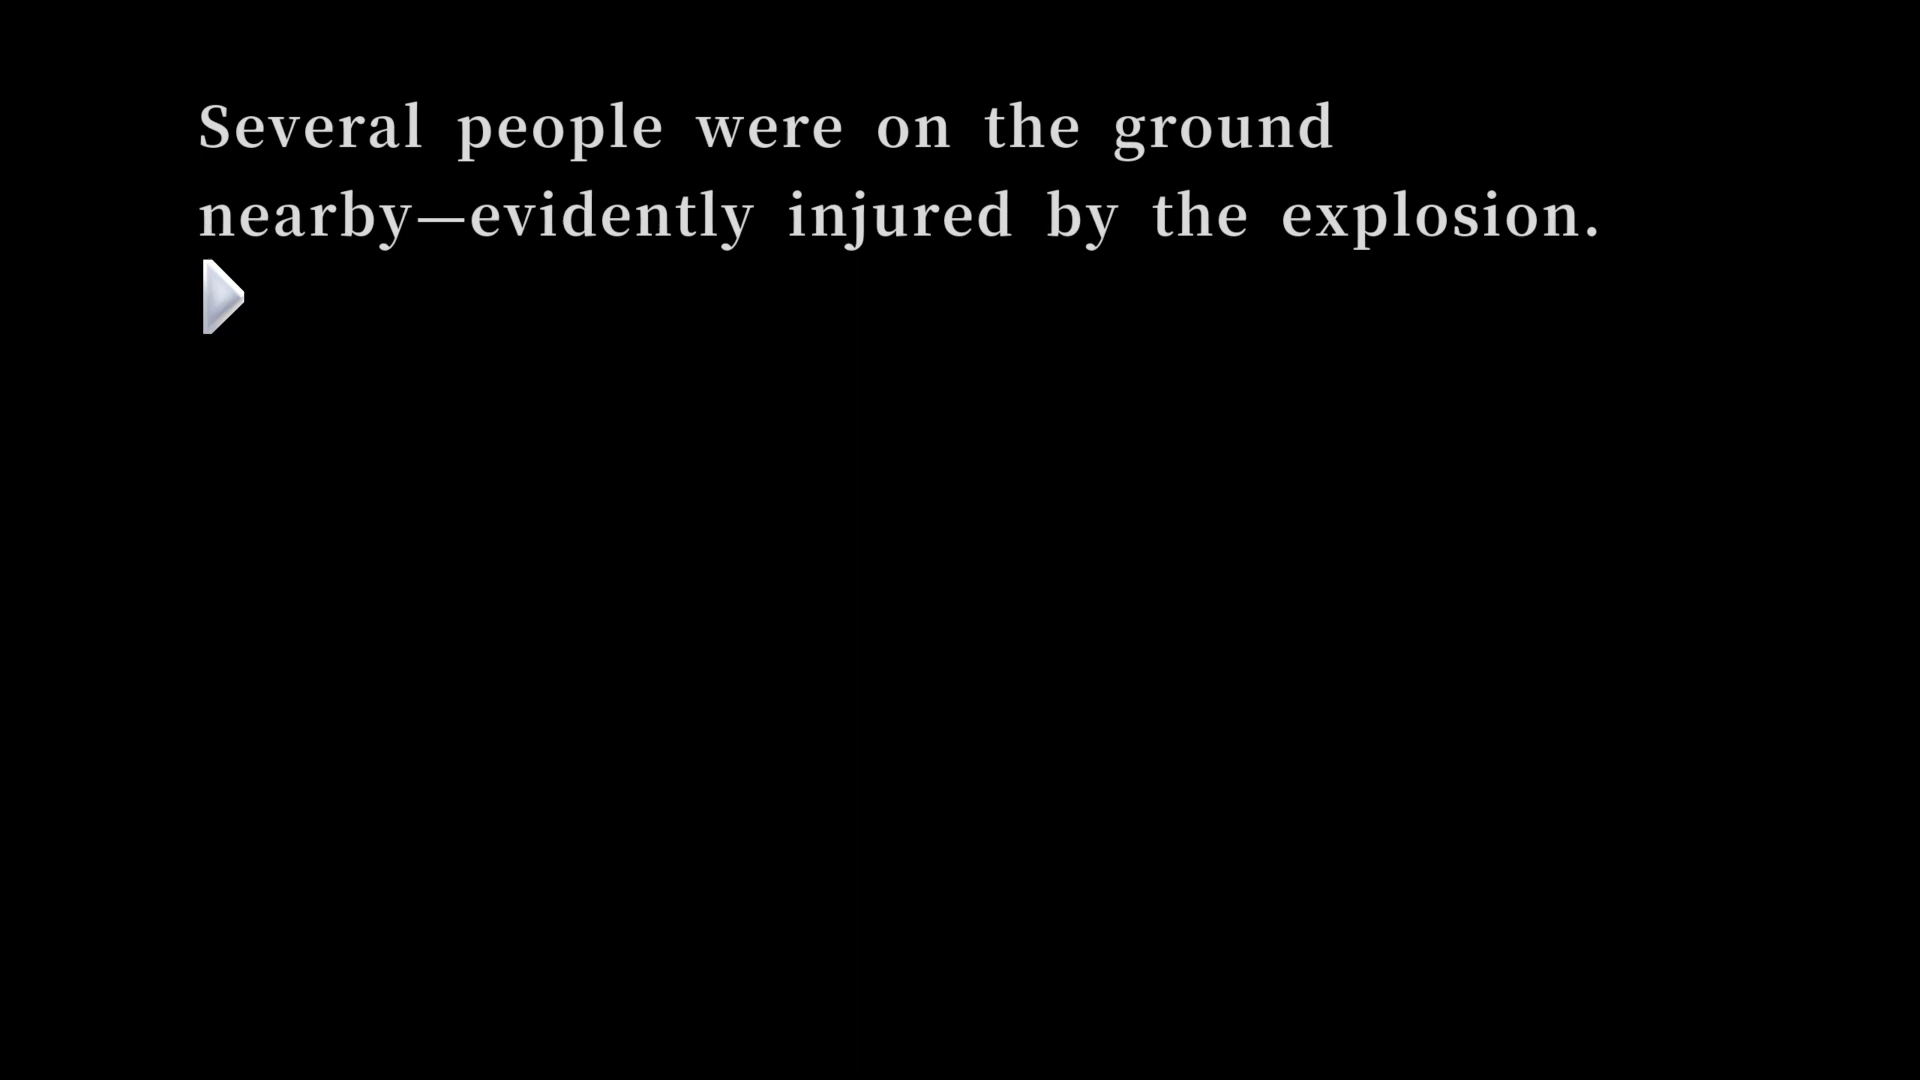 Several people were on the ground
nearby—evidently injured by the explosion.